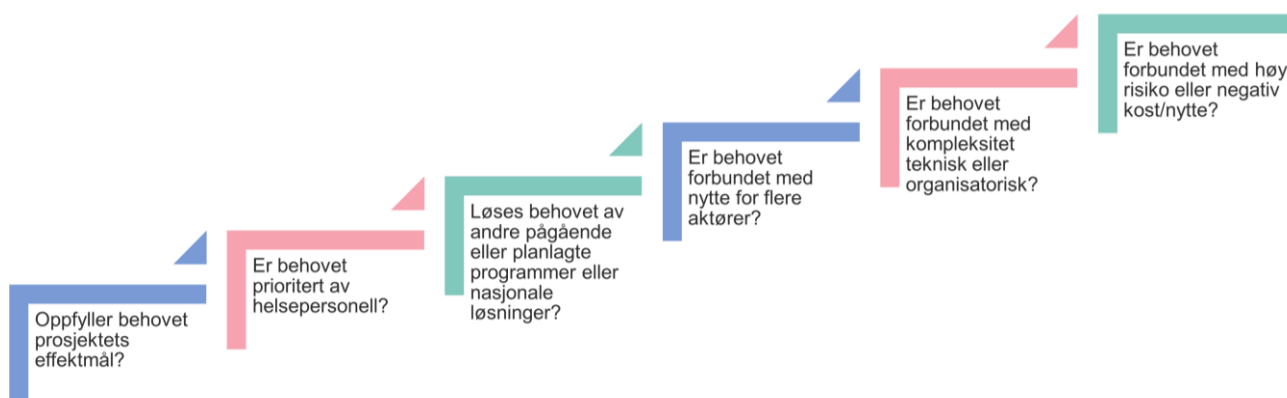 Oppfyller behovet
prosjektets
effektmål?
Er behovet
prioritert av
helsepersonell?
Løses behovet av
andre pågående
eller planlagte
programmer eller
nasjonale
løsninger?
Er behovet
forbundet med
nytte for flere
aktører?
Er behovet
forbundet med
kompleksitet
teknisk eller
organisatorisk?
Er behovet
forbundet med høy
risiko eller negativ
kost/nytte?